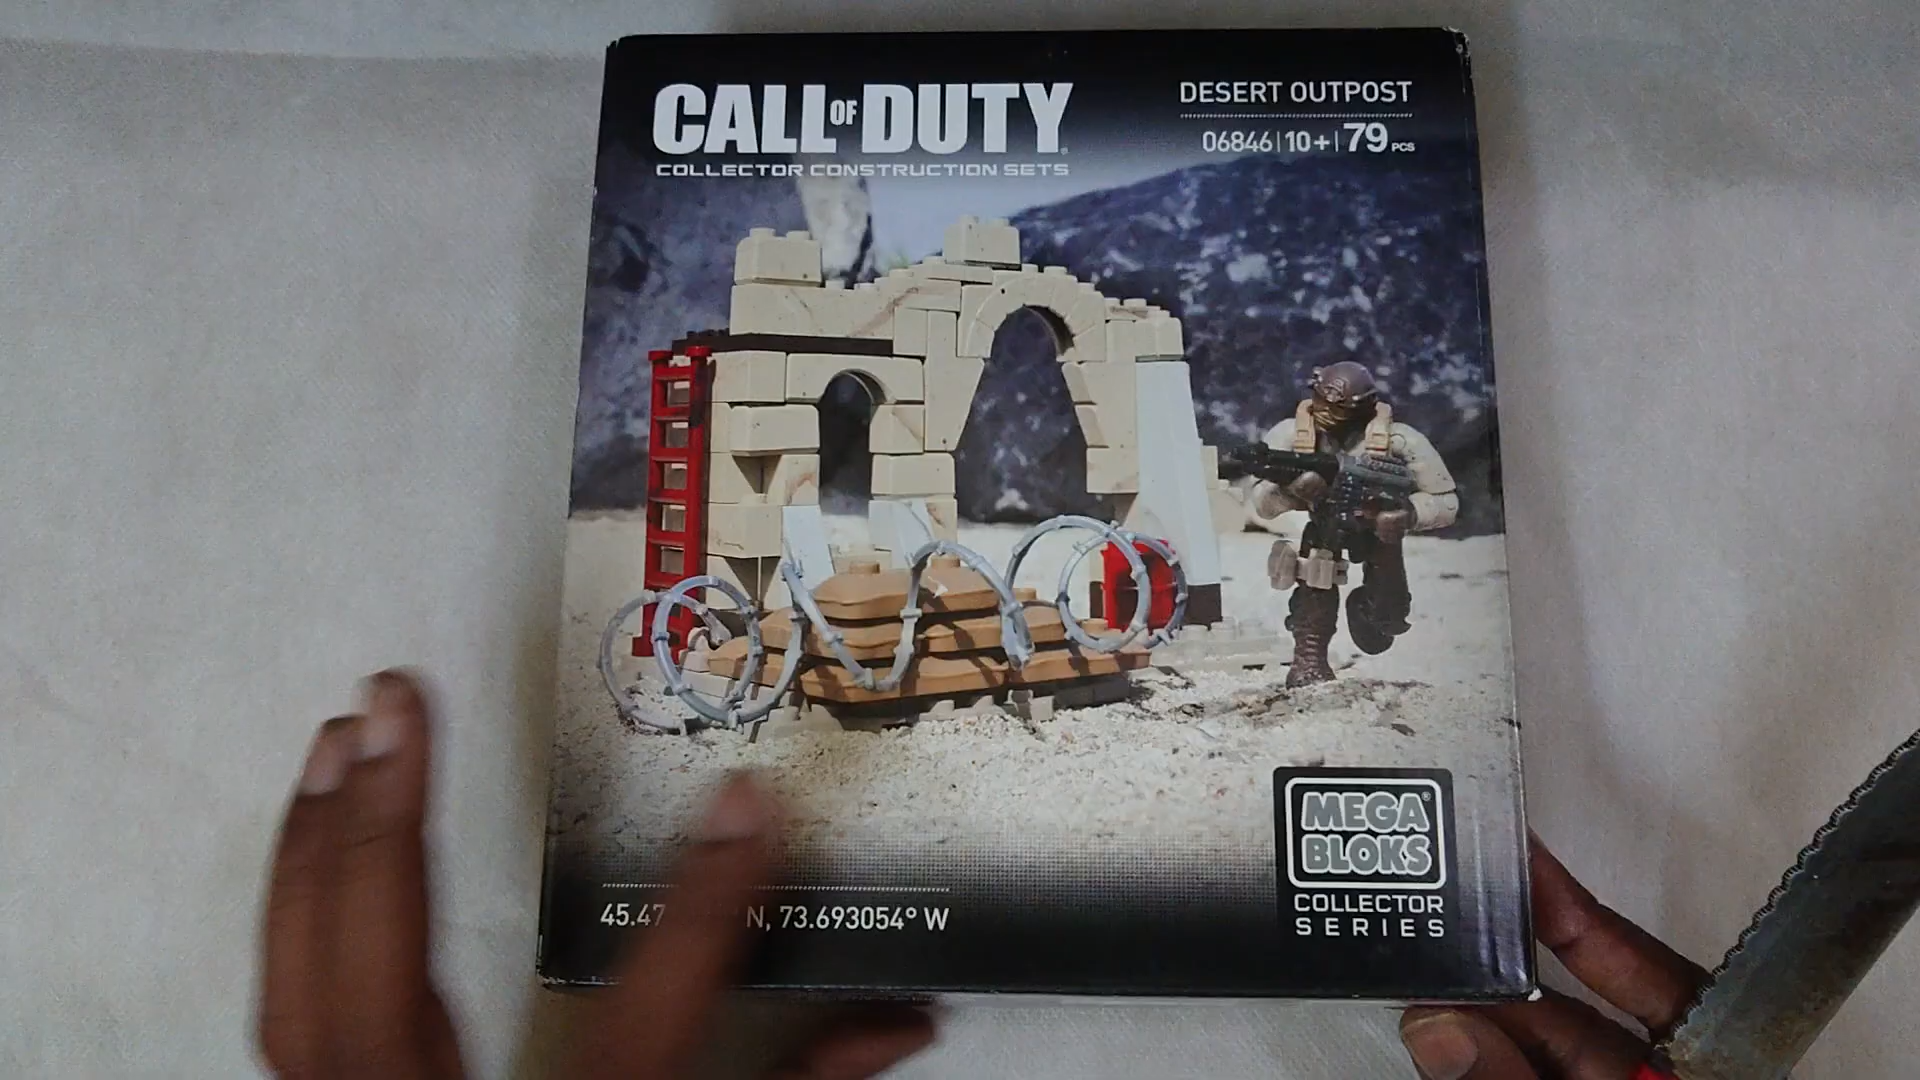 CALL OF DUTY®
COLLECTOR CONSTRUCTION SETS
DESERT OUTPOST
06846 | 10+ | 79 PCS
MEGA
BLOKS®
COLLECTOR
SERIES
45.47 N, 73.693054° W